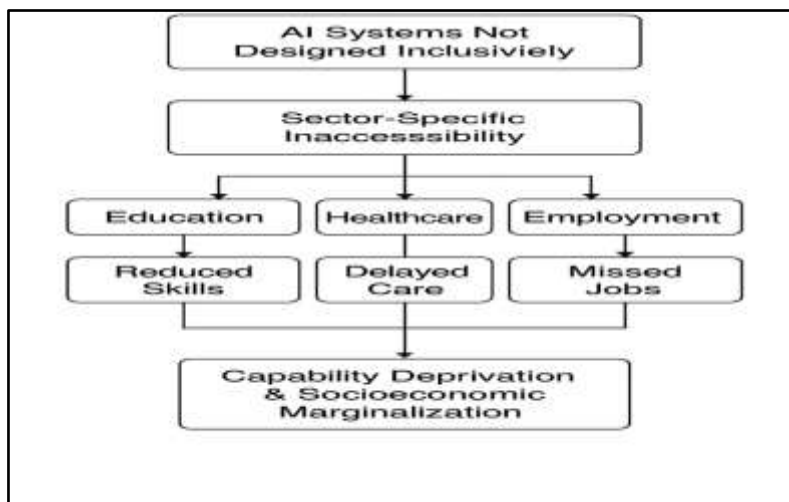 AI Systems Not
Designed Inclusiviely
Sector-Specific
Inaccesssibility
Education
Healthcare
Employment
Reduced
Skills
Delayed
Care
Missed
Jobs
Capability Deprivation
& Socioeconomic
Marginalization